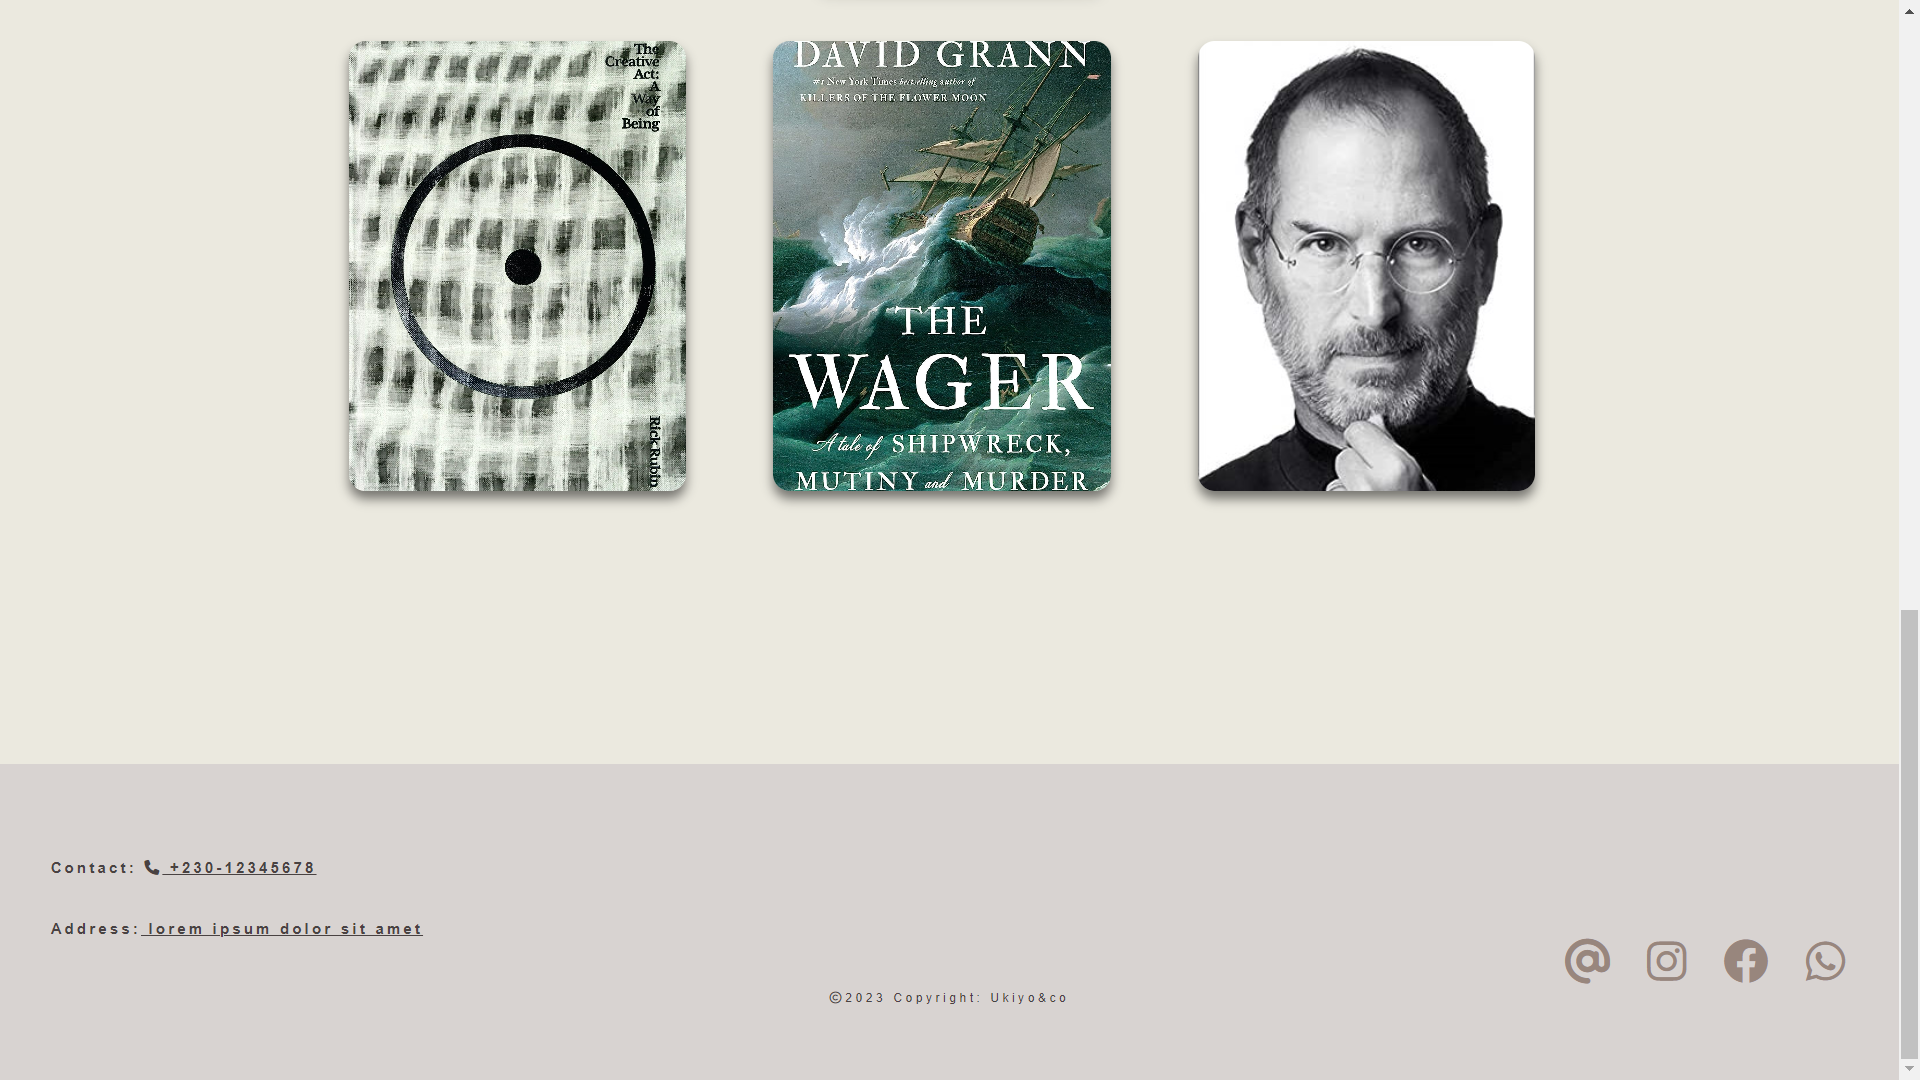 The
Creative
Act:
A
Way
of
Being
Rick Rubin
DAVID GRANN
#1 New York Times bestselling author of
KILLERS OF THE FLOWER MOON
THE
WAGER
A tale of SHIPWRECK,
MUTINY and MURDER
Contact: +230-12345678
Address: lorem ipsum dolor sit amet
©2023 Copyright: Ukiyo&co